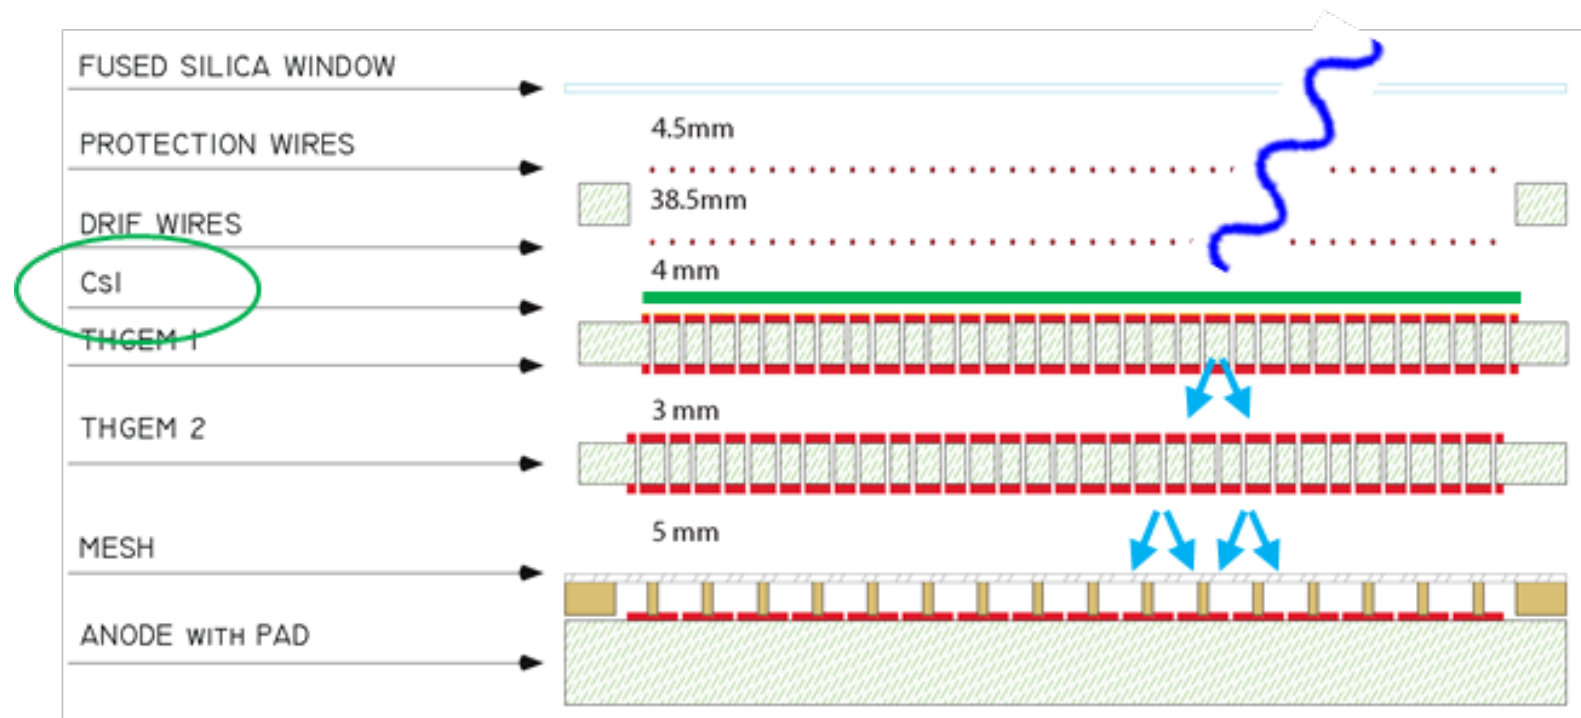 FUSED SILICA WINDOW
4.5mm
PROTECTION WIRES
38.5mm
DRIF WIRES
4 mm
CsI
THGEM 1
3 mm
THGEM 2
5 mm
MESH
ANODE WITH PAD